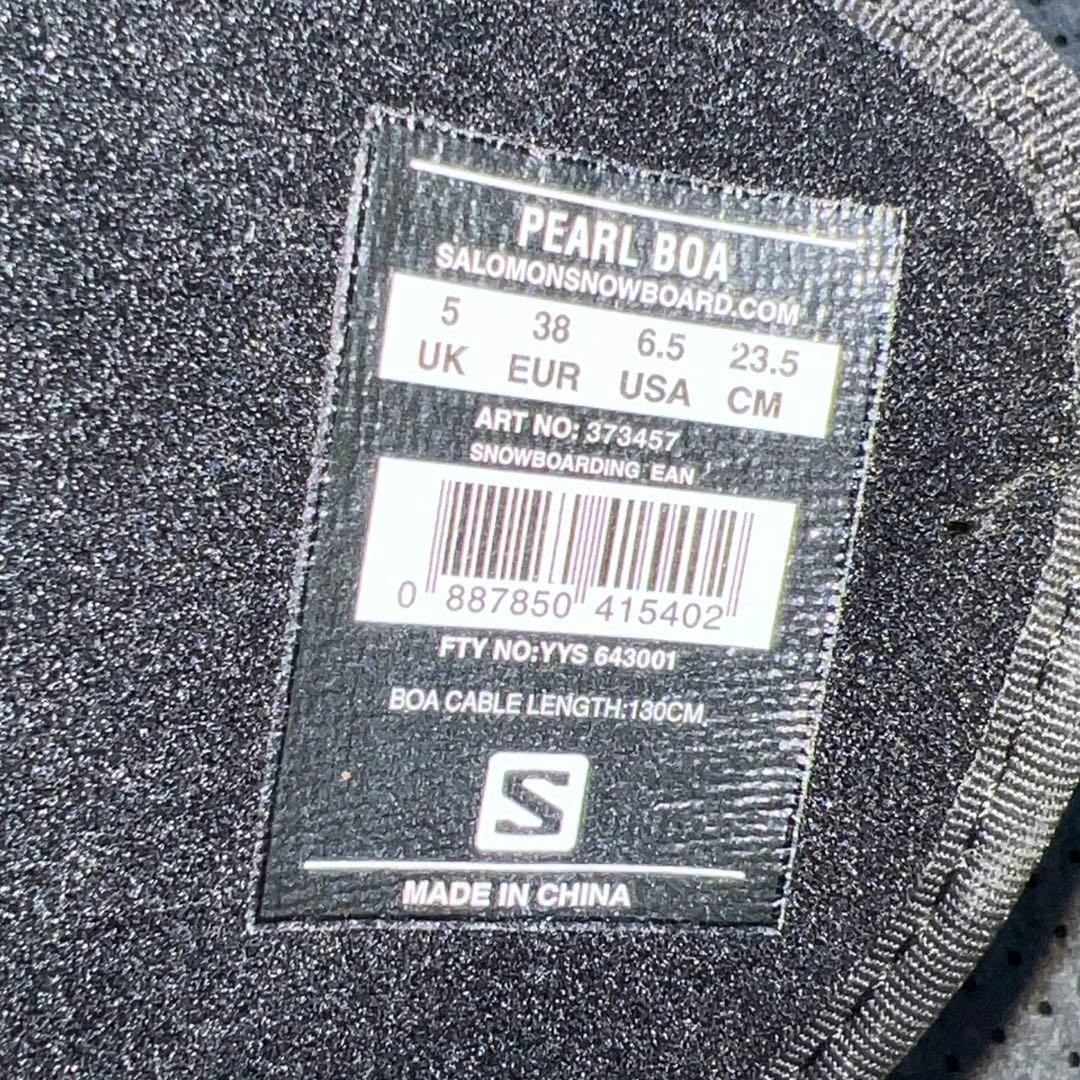 PEARL BOA
SALOMONSNOWBOARD.COM
5 38 6.5 23.5
UK EUR USA CM
ART NO: 373457
SNOWBOARDING EAN
0 887850 415402
FTY NO:YYS 643001
BOA CABLE LENGTH:130CM
S
MADE IN CHINA